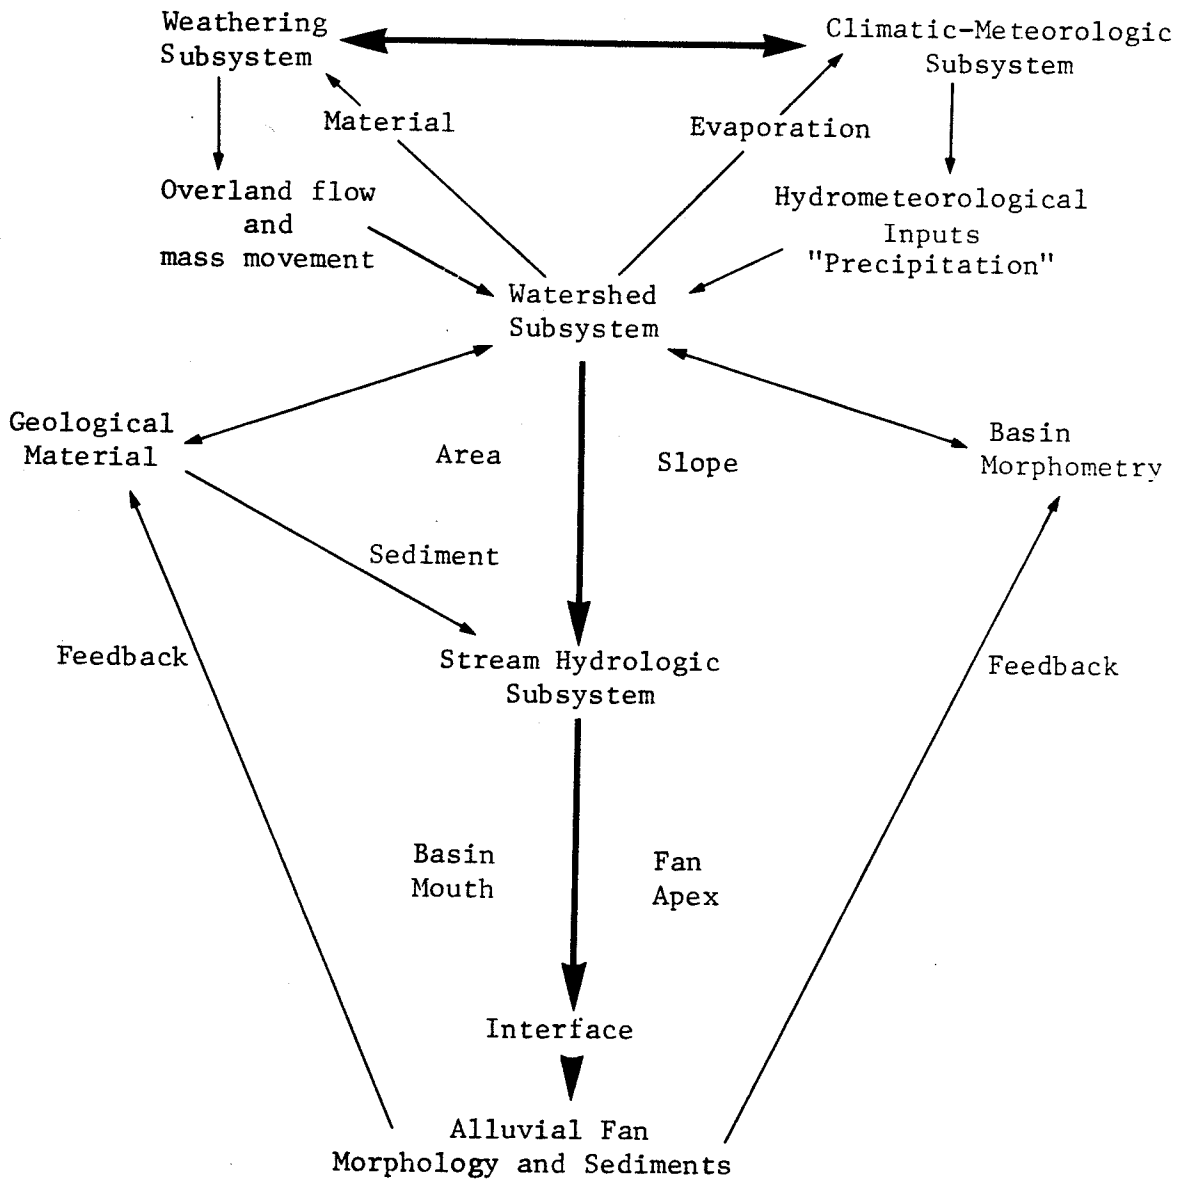 Weathering
Subsystem
Climatic-Meteorologic
Subsystem
Material
Evaporation
Overland flow
and
mass movement
Hydrometeorological
Inputs
"Precipitation"
Watershed
Subsystem
Geological
Material
Basin
Morphometry
Area
Slope
Sediment
Feedback
Stream Hydrologic
Subsystem
Feedback
Basin
Mouth
Fan
Apex
Interface
Alluvial Fan
Morphology and Sediments